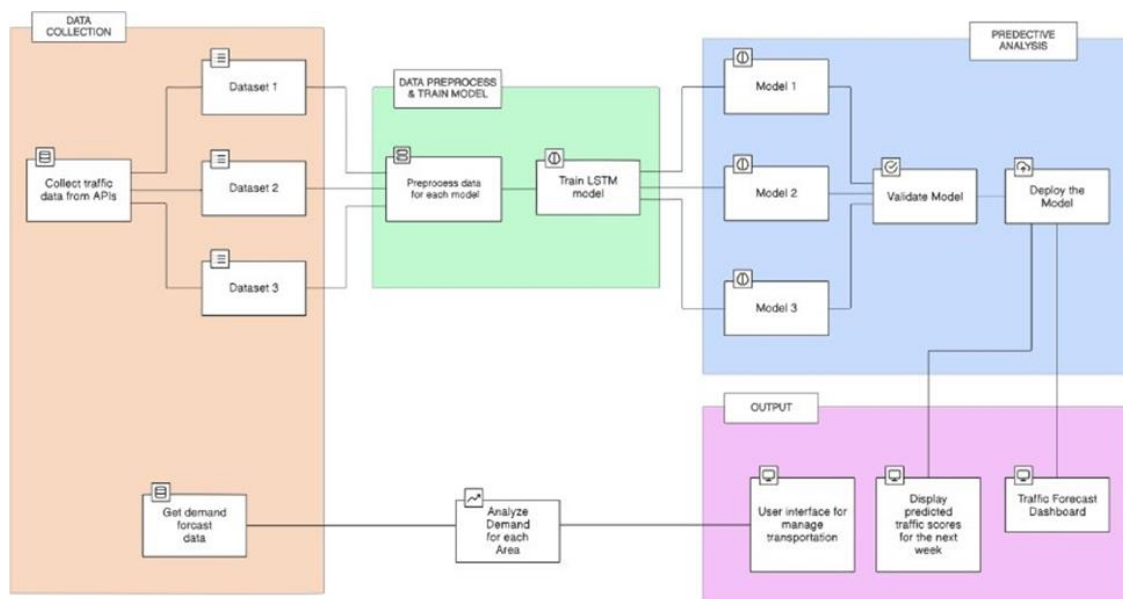 DATA
COLLECTION
Dataset 1
Collect traffic
data from APIs
Dataset 2
Dataset 3
DATA PREPROCESS
& TRAIN MODEL
Preprocess data
for each model
Train LSTM
model
PREDECTIVE
ANALYSIS
Model 1
Model 2
Model 3
Validate Model
Deploy the
Model
OUTPUT
Get demand
forcast
data
Analyze
Demand
for each
Area
User interface for
manage
transportation
Display
predicted
traffic scores
for the next
week
Traffic Forecast
Dashboard